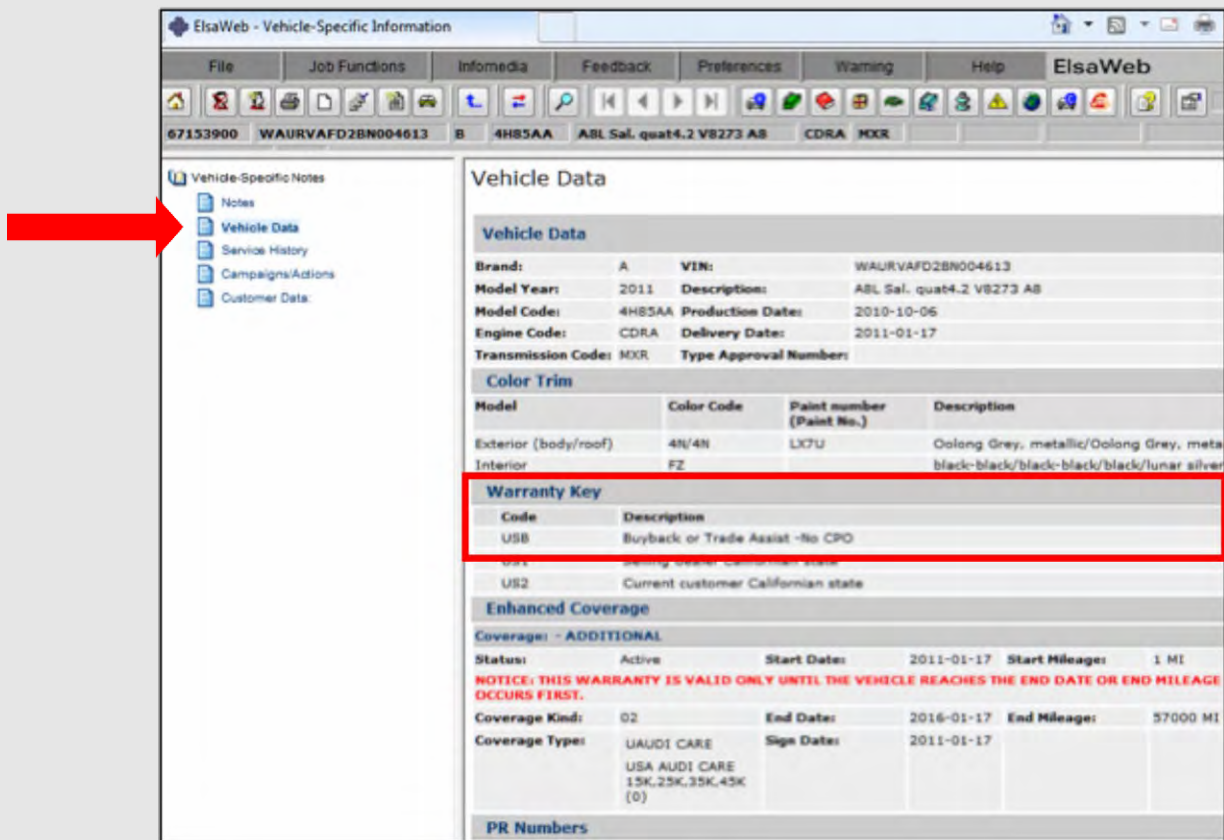 ElsaWeb - Vehicle-Specific Information
File Job Functions Infomedia Feedback Preferences Warning Help ElsaWeb
67153900 WAURVAFD2BN004613 B 4H85AA A8L Sal. quat4.2 V8273 A8 CDRA MXR
Vehicle-Specific Notes
Notes
Vehicle Data
Service History
Campaigns/Actions
Customer Data:
Vehicle Data
Vehicle Data
Brand: A VIN: WAURVAFD2BN004613
Model Year: 2011 Description: A8L Sal. quat4.2 V8273 A8
Model Code: 4H85AA Production Date: 2010-10-06
Engine Code: CDRA Delivery Date: 2011-01-17
Transmission Code: MXR Type Approval Number:
Color Trim
Model Color Code Paint number (Paint No.) Description
Exterior (body/roof) 4N/4N LX7U Oolong Grey, metallic/Oolong Grey, meta
Interior FZ black-black/black-black/black/lunar silver
Warranty Key
Code Description
USB Buyback or Trade Assist -No CPO
US1 Selling dealer Californian state
US2 Current customer Californian state
Enhanced Coverage
Coverage: - ADDITIONAL
Status: Active Start Date: 2011-01-17 Start Mileage: 1 MI
NOTICE: THIS WARRANTY IS VALID ONLY UNTIL THE VEHICLE REACHES THE END DATE OR END MILEAGE
OCCURS FIRST.
Coverage Kind: 02 End Date: 2016-01-17 End Mileage: 57000 MI
Coverage Type: UAUDI CARE Sign Date: 2011-01-17
USA AUDI CARE
15K,25K,35K,45K
(0)
PR Numbers